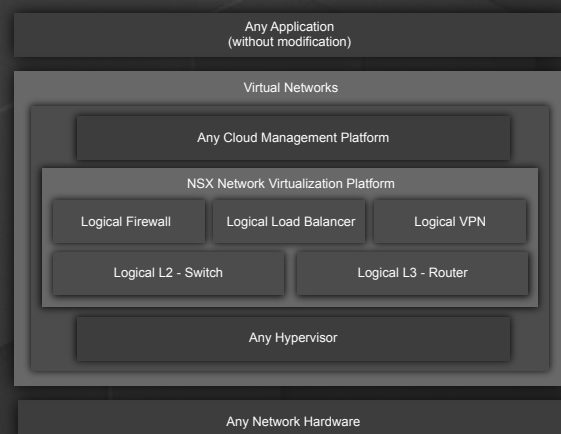 Any Application
(without modification)
Virtual Networks
Any Cloud Management Platform
NSX Network Virtualization Platform
Logical Firewall
Logical Load Balancer
Logical VPN
Logical L2 - Switch
Logical L3 - Router
Any Hypervisor
Any Network Hardware